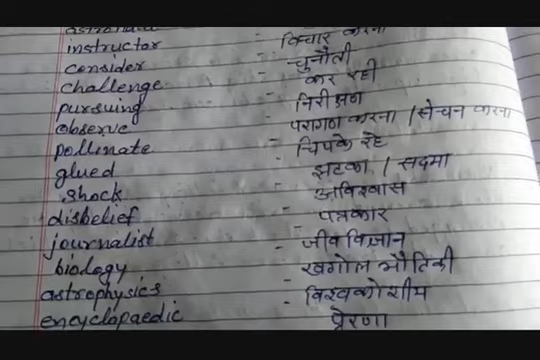 instructor
consider - विचार करना
challenge - चुनौती
pursuing - कर रही
observe - निरीक्षण
pollinate - परागण करना / सेचन करना
glued - चिपके रहे
shock - झटका / सदमा
disbelief - अविश्वास
journalist - पत्रकार
biology - जीव विज्ञान
astrophysics - खगोल भौतिकी
encyclopaedic - विश्वकोशीय
प्रेरणा